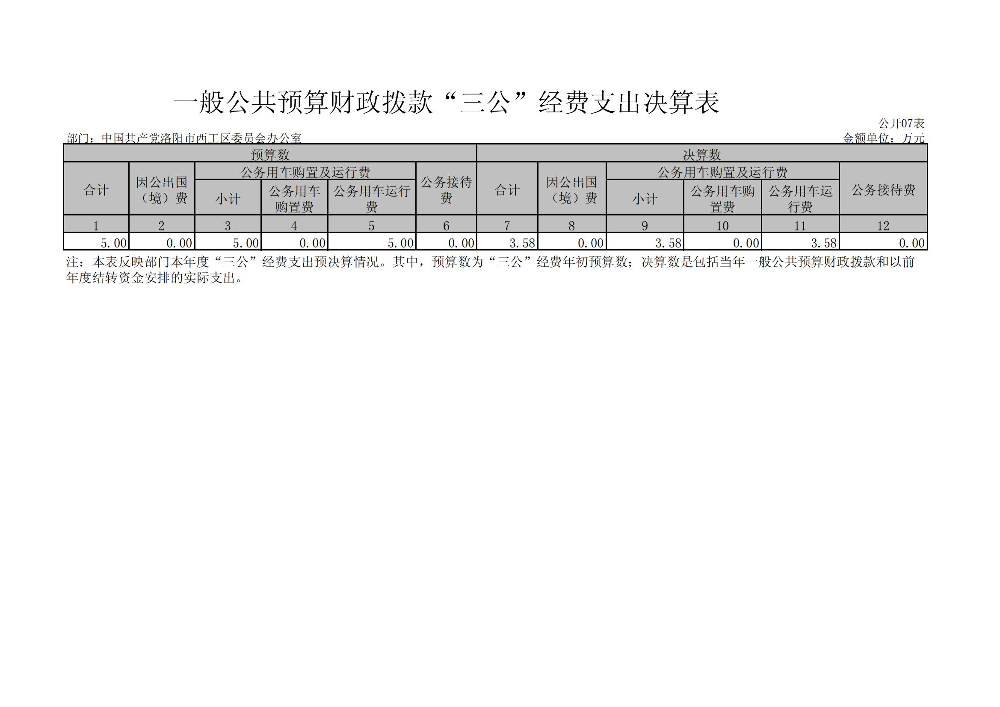 一般公共预算财政拨款“三公”经费支出决算表
公开07表
部门：中国共产党洛阳市西工区委员会办公室 金额单位：万元
预算数 决算数
合计 因公出国（境）费 公务用车购置及运行费 公务接待费 合计 因公出国（境）费 公务用车购置及运行费 公务接待费
小计 公务用车购置费 公务用车运行费 小计 公务用车购置费 公务用车运行费
1 2 3 4 5 6 7 8 9 10 11 12
5.00 0.00 5.00 0.00 5.00 0.00 3.58 0.00 3.58 0.00 3.58 0.00
注：本表反映部门本年度“三公”经费支出预决算情况。其中，预算数为“三公”经费年初预算数；决算数是包括当年一般公共预算财政拨款和以前
年度结转资金安排的实际支出。